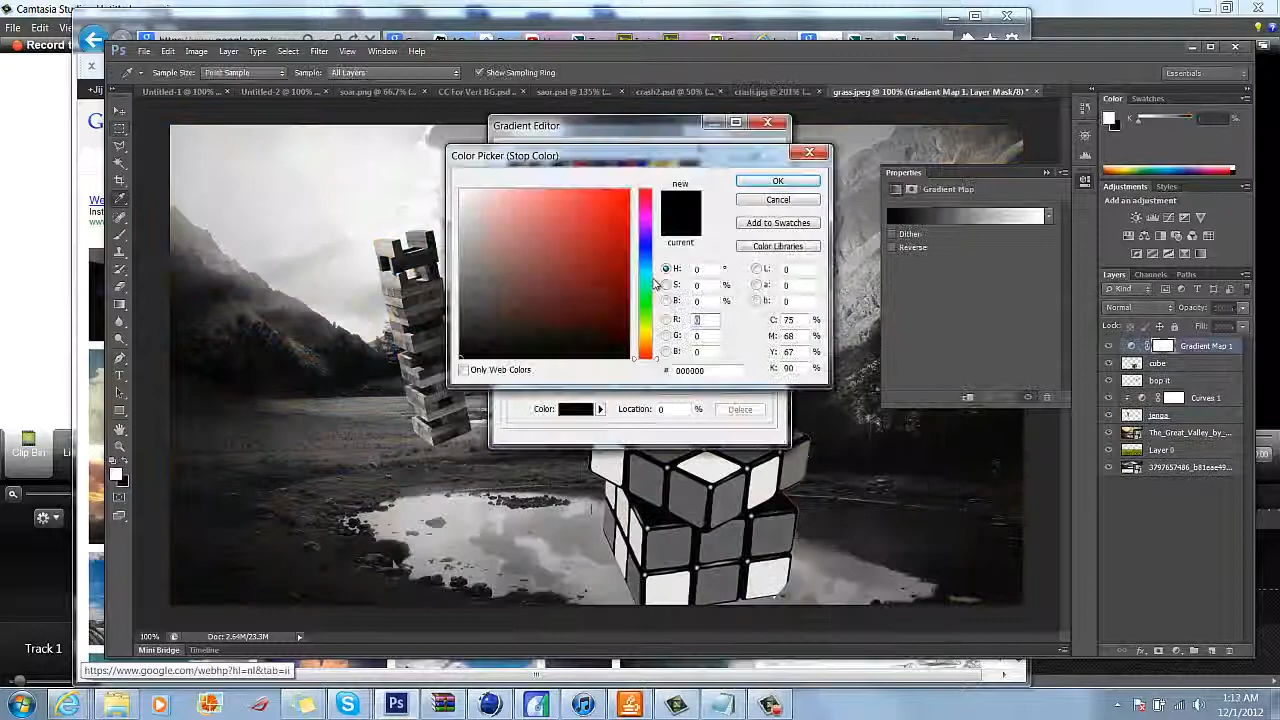 Camtasia Studio
File Edit
Record t
Ps File Edit Image Layer Type Select Filter View Window Help
Sample Size: Point Sample Sample: All Layers Show Sampling Ring Essentials
Untitled-1 @ 100% ... × Untitled-2 @ 100% ... × soar.png @ 66.7% ... × CC For Vert BG.psd ... × saor.psd @ 135% ... × crash2.psd @ 50% ... × crash.jpg @ 201% ... × grass.jpeg @ 100% (Gradient Map 1, Layer Mask/8) * ×
Gradient Editor
Color Picker (Stop Color)
new
current
OK
Cancel
Add to Swatches
Color Libraries
H: 0 °
S: 0 %
B: 0 %
R: 0
G: 0
B: 0
# 000000
L: 0
a: 0
b: 0
C: 75 %
M: 68 %
Y: 67 %
K: 90 %
Only Web Colors
Color: Location: 0 % Delete
Properties
Gradient Map
Dither
Reverse
Color Swatches
K %
Adjustments Styles
Add an adjustment
Layers Channels Paths
Kind
Normal Opacity: 100%
Lock: Fill:
Gradient Map 1
cube
bop it
Curves 1
jenga
The_Great_Valley_by_...
Layer 0
3797657486_b81eae49...
+Jij
G
We
Inst
www
Clip Bin
Li
Track 1
100% Doc: 2.64M/23.3M
Mini Bridge Timeline
https://www.google.com/webhp?hl=nl&tab=ii
1:13 AM
12/1/2012